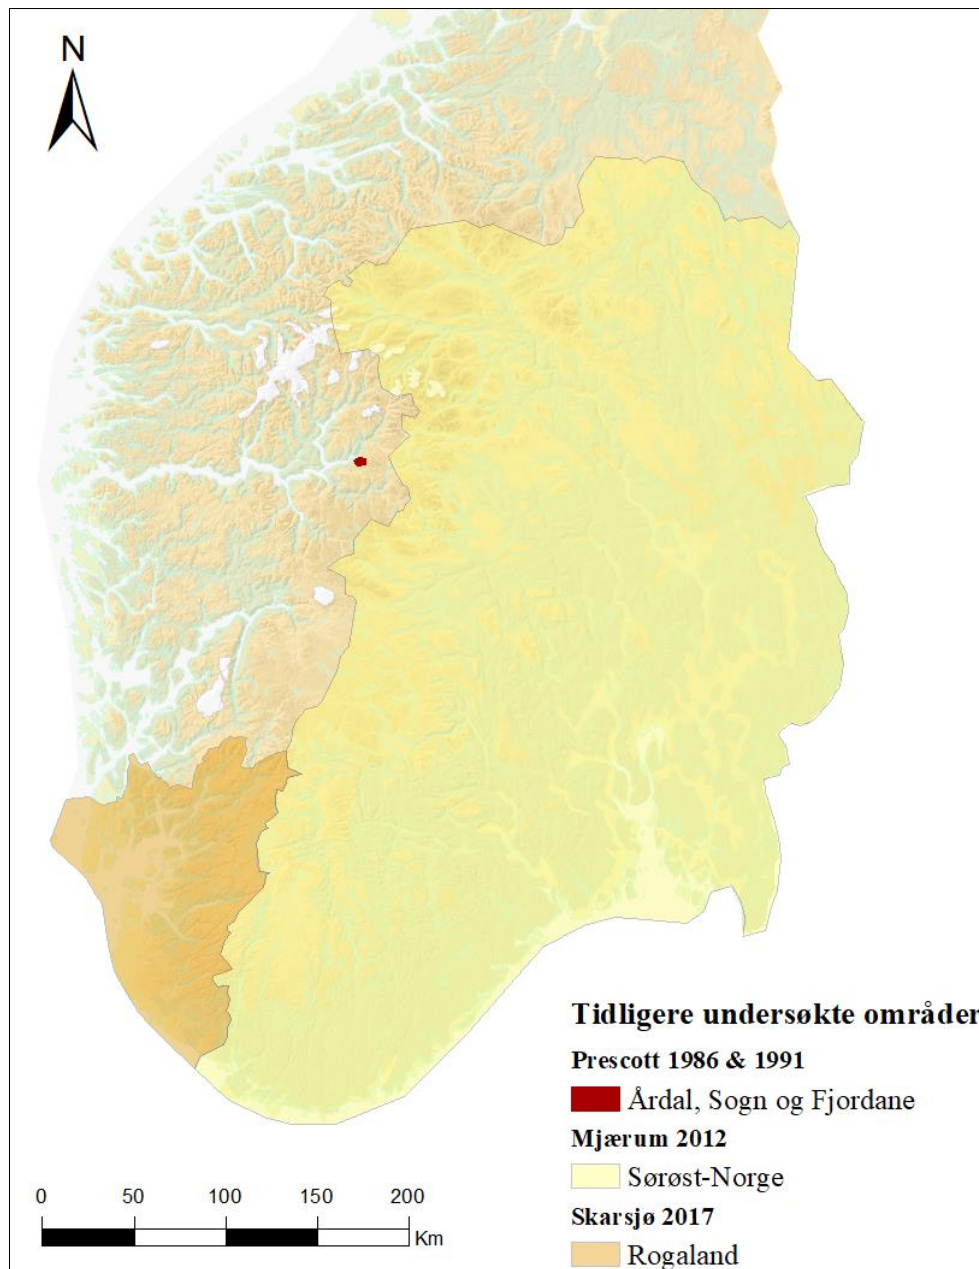 N
Tidligere undersøkte områder
Prescott 1986 & 1991
Årdal, Sogn og Fjordane
Mjærum 2012
Sørøst-Norge
Skarsjø 2017
Rogaland
0 50 100 150 200
Km